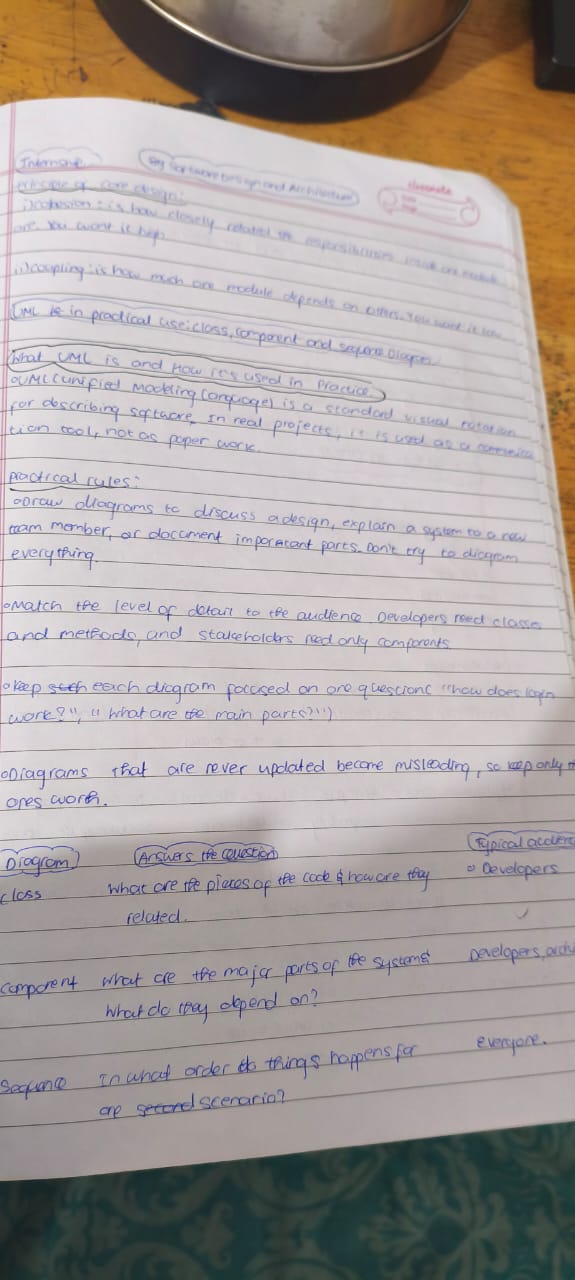 Internship
Software Design and Architecture
classmate
Date
Page
principle of core design:
i) cohesion: is how closely related the responsibilities inside one module
are. You want it high
ii) coupling: is how much one module depends on others. You want it low
UML is in practical use: class, component and sequence Diagram
What UML is and How it's used in Practice.
UML (Unified Modeling Language) is a standard visual notation
for describing software. In real projects, it is used as a communica
tion tool, not as paper work.
practical rules:
Draw diagrams to discuss a design, explain a system to a new
team member, or document imporatant parts. Don't try to diagram
everything.
Match the level of detail to the audience. Developers need classes
and methods, and stakeholders need only components.
keep each diagram focused on one question ("how does login
work?", "What are the main parts?")
Diagrams that are never updated become misleading, so keep only
ones worth.
Diagram Answers the question Typical
class What are the pieces of the code & how are they Developers
related.
Component What are the major parts of the system & Developers,
What do they depend on?
Sequence In what order do things happens for everyone.
one scenario?